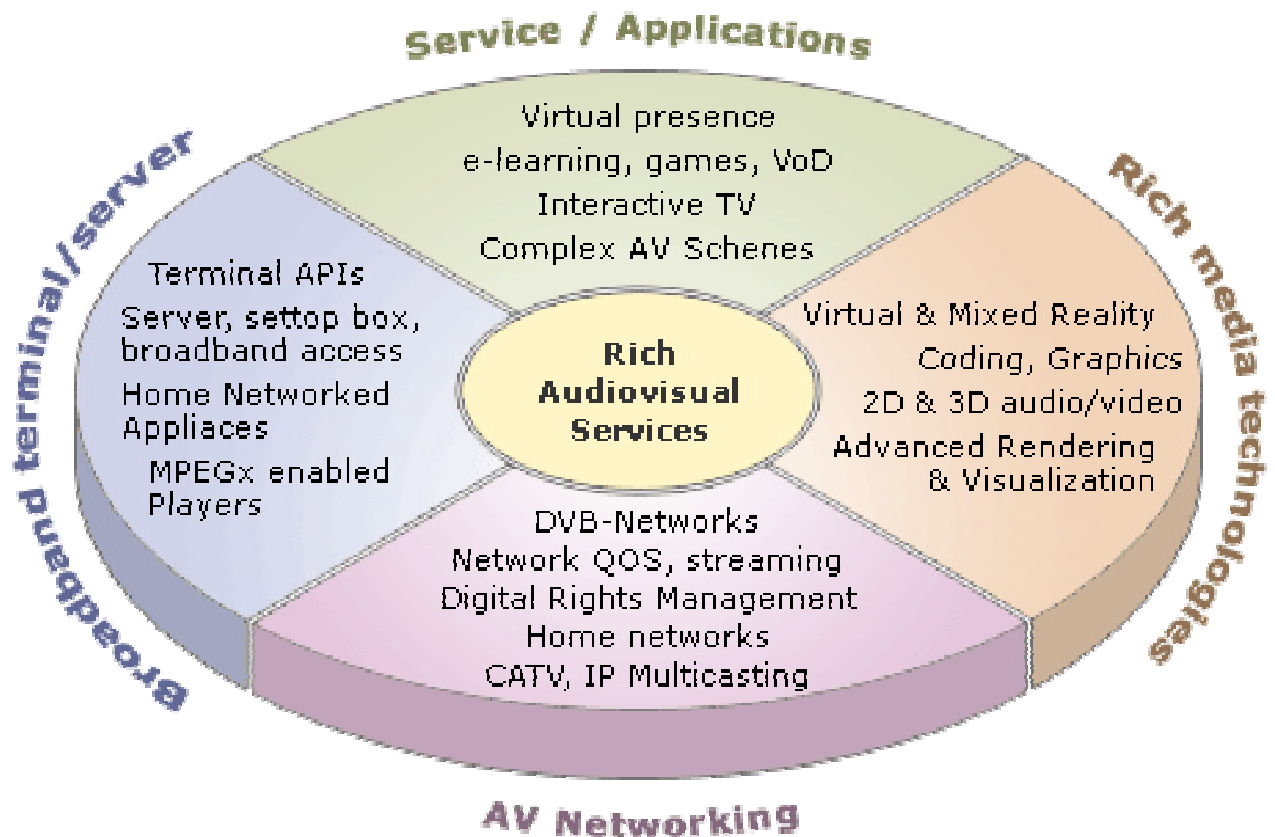 Service / Applications
Virtual presence
e-learning, games, VoD
Interactive TV
Complex AV Schenes
Broadband terminal/server
Terminal APIs
Server, settop box,
broadband access
Home Networked
Appliaces
MPEGx enabled
Players
Rich
Audiovisual
Services
Rich media technologies
Virtual & Mixed Reality
Coding, Graphics
2D & 3D audio/video
Advanced Rendering
& Visualization
DVB-Networks
Network QOS, streaming
Digital Rights Management
Home networks
CATV, IP Multicasting
AV Networking